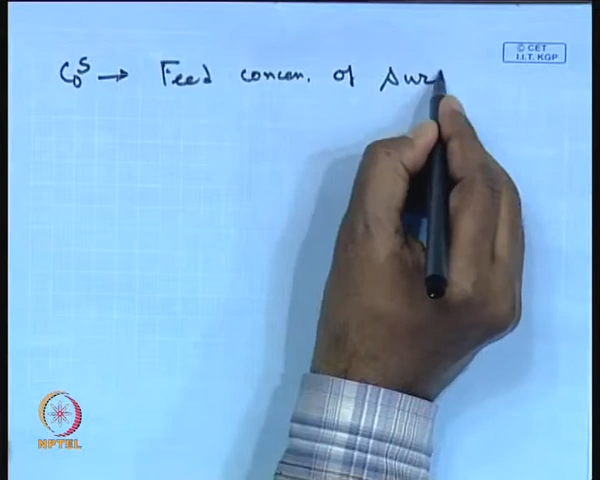 C₀ˢ → Feed concen. of sur
© CET
I.I.T. KGP
NPTEL